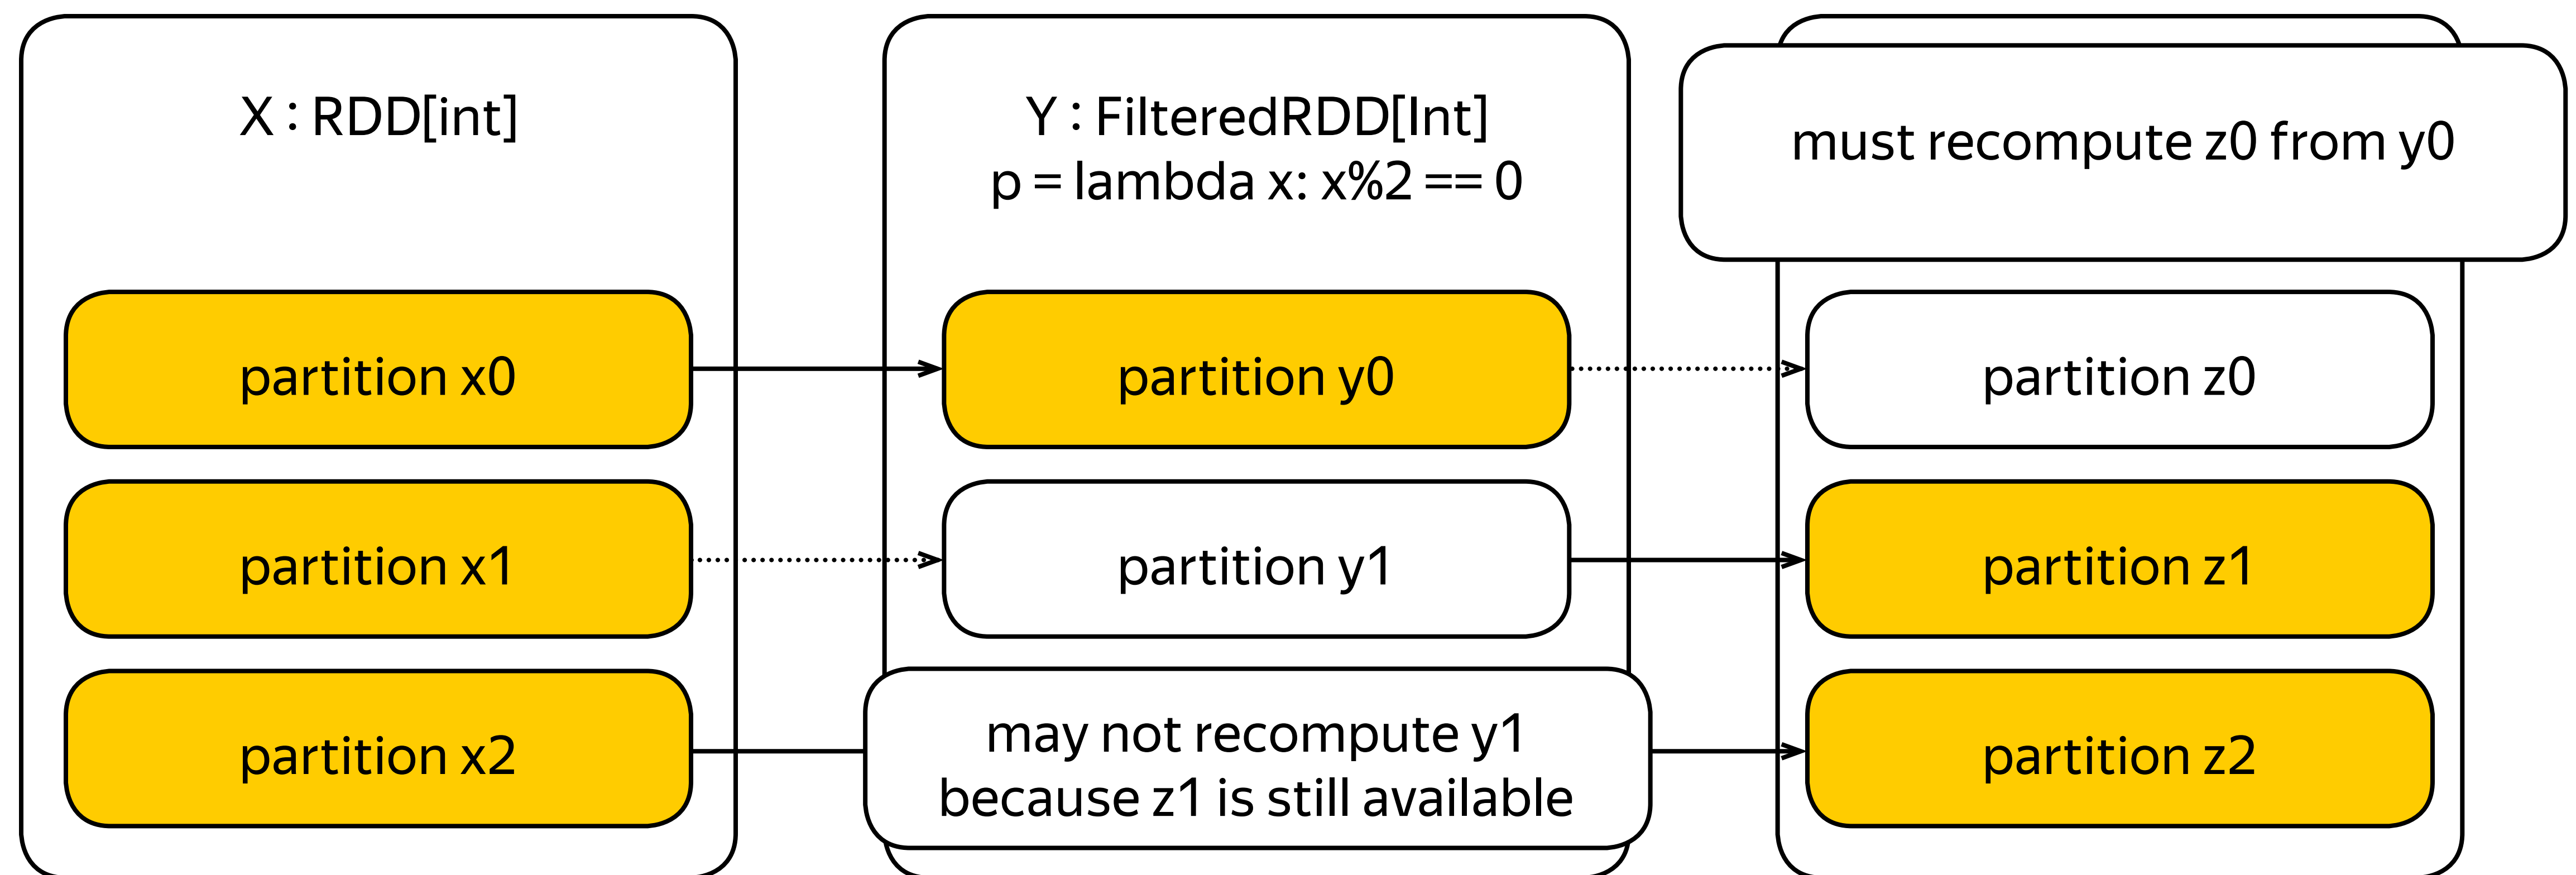 X : RDD[int]
Y : FilteredRDD[Int]
p = lambda x: x%2 == 0
must recompute z0 from y0
partition x0
partition y0
partition z0
partition x1
partition y1
partition z1
partition x2
may not recompute y1
because z1 is still available
partition z2